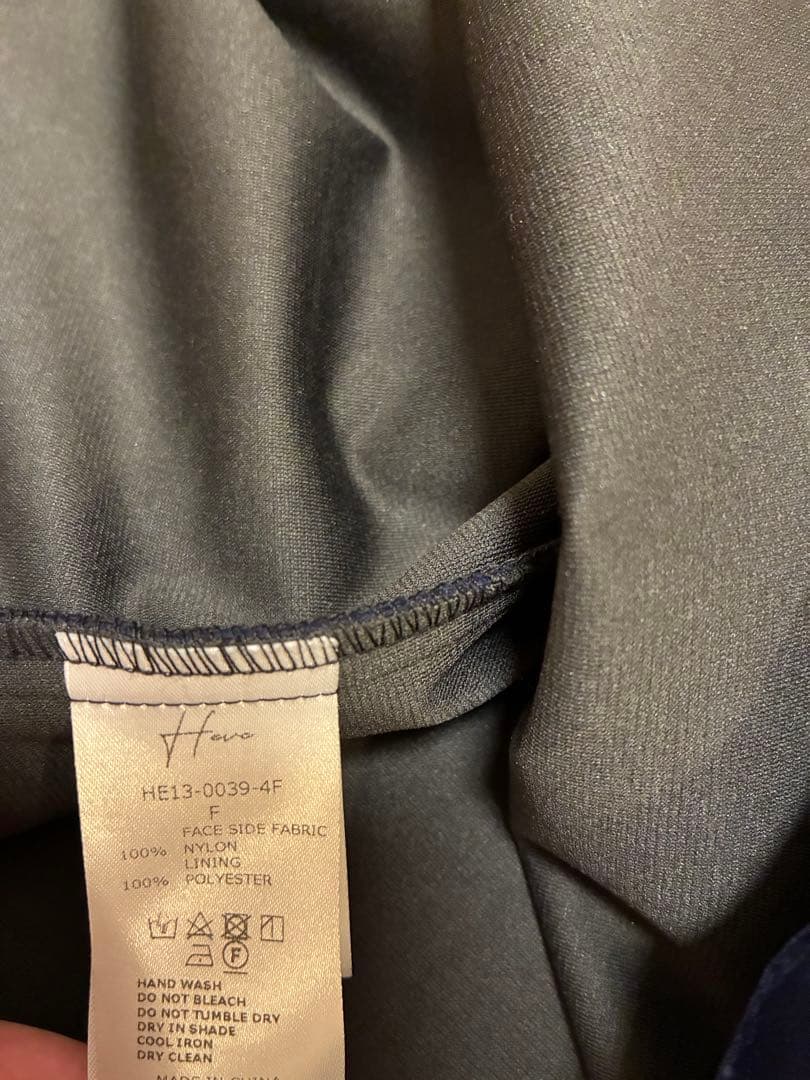 Heve
HE13-0039-4F
F
FACE SIDE FABRIC
100% NYLON
LINING
100% POLYESTER
F
HAND WASH
DO NOT BLEACH
DO NOT TUMBLE DRY
DRY IN SHADE
COOL IRON
DRY CLEAN
MADE IN CHINA